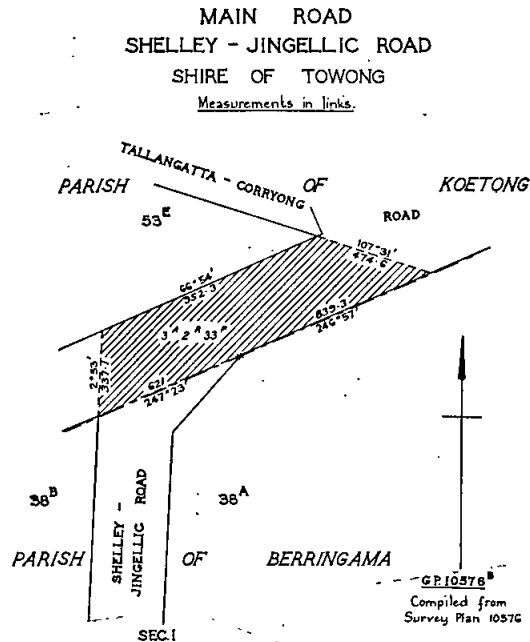 MAIN ROAD
SHELLEY - JINGELLIC ROAD
SHIRE OF TOWONG
Measurements in links.
TALLANGATTA - CORRYONG ROAD
PARISH OF KOETONG
53E
107°31'
474·6
66°54'
952·3
839·3
246°57'
3A 2R 33P
2°53'
337·7
621
247°23'
38B
SHELLEY -
JINGELLIC ROAD
38A
PARISH OF BERRINGAMA
G.P. 10576B
Compiled from
Survey Plan 10576
SEC. 1